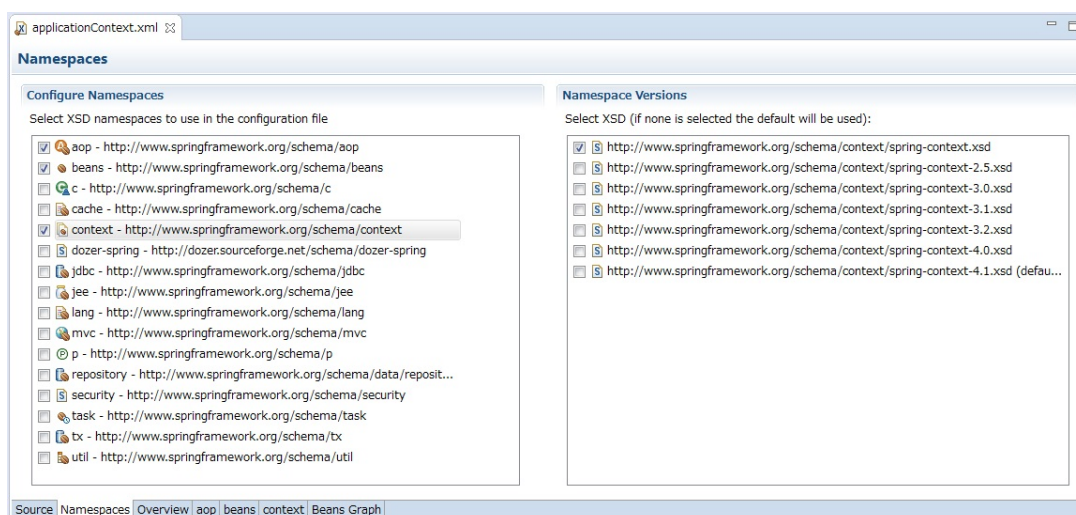 applicationContext.xml
Namespaces
Configure Namespaces
Select XSD namespaces to use in the configuration file
aop - http://www.springframework.org/schema/aop
beans - http://www.springframework.org/schema/beans
c - http://www.springframework.org/schema/c
cache - http://www.springframework.org/schema/cache
context - http://www.springframework.org/schema/context
dozer-spring - http://dozer.sourceforge.net/schema/dozer-spring
jdbc - http://www.springframework.org/schema/jdbc
jee - http://www.springframework.org/schema/jee
lang - http://www.springframework.org/schema/lang
mvc - http://www.springframework.org/schema/mvc
p - http://www.springframework.org/schema/p
repository - http://www.springframework.org/schema/data/reposit...
security - http://www.springframework.org/schema/security
task - http://www.springframework.org/schema/task
tx - http://www.springframework.org/schema/tx
util - http://www.springframework.org/schema/util
Namespace Versions
Select XSD (if none is selected the default will be used):
http://www.springframework.org/schema/context/spring-context.xsd
http://www.springframework.org/schema/context/spring-context-2.5.xsd
http://www.springframework.org/schema/context/spring-context-3.0.xsd
http://www.springframework.org/schema/context/spring-context-3.1.xsd
http://www.springframework.org/schema/context/spring-context-3.2.xsd
http://www.springframework.org/schema/context/spring-context-4.0.xsd
http://www.springframework.org/schema/context/spring-context-4.1.xsd (defau...
Source Namespaces Overview aop beans context Beans Graph